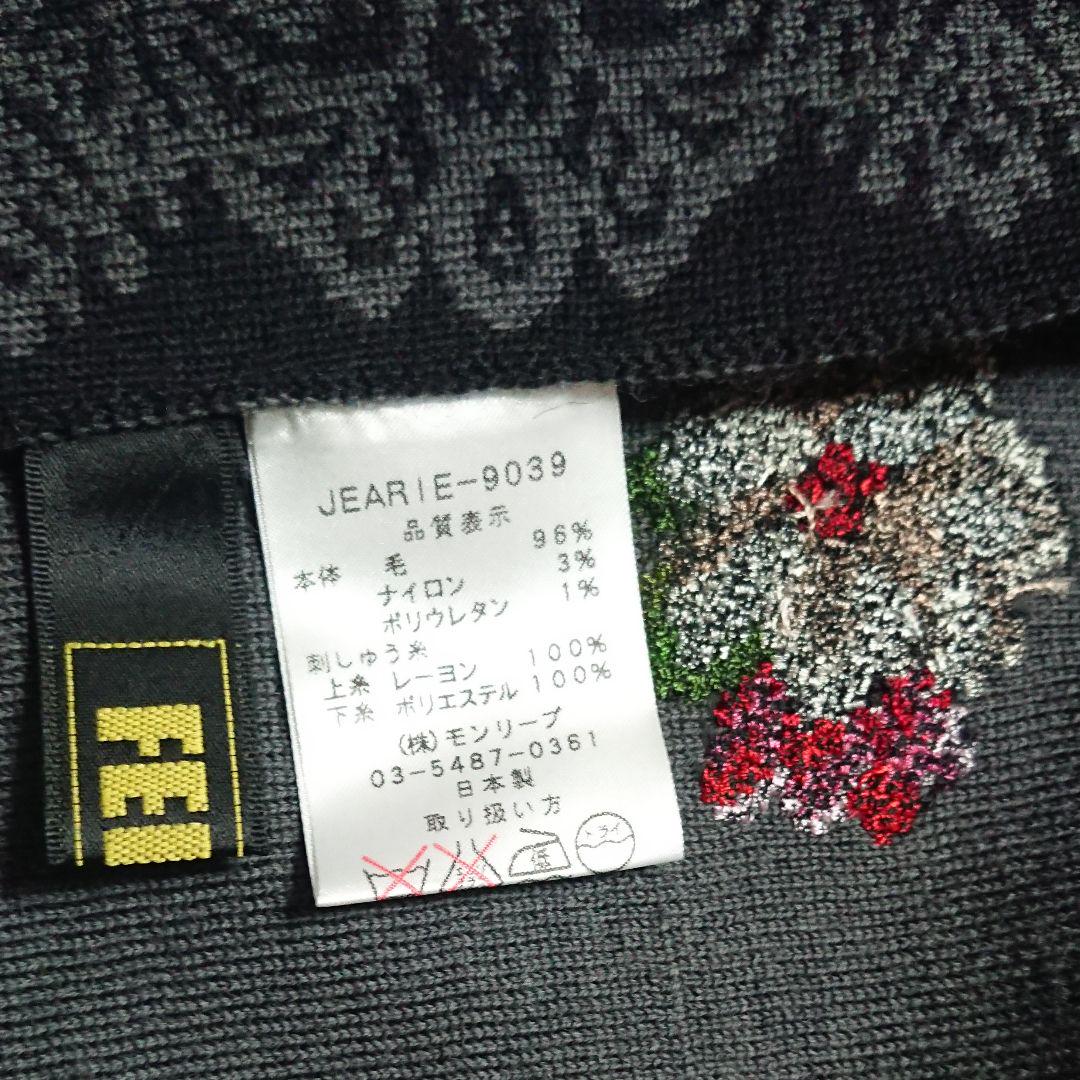 JEARIE-9039
品質表示
本体 毛 96%
ナイロン 3%
ポリウレタン 1%
刺しゅう糸
上糸 レーヨン 100%
下糸 ポリエステル 100%
(株)モンリーブ
03-5487-0361
日本製
取り扱い方
低
ドライ